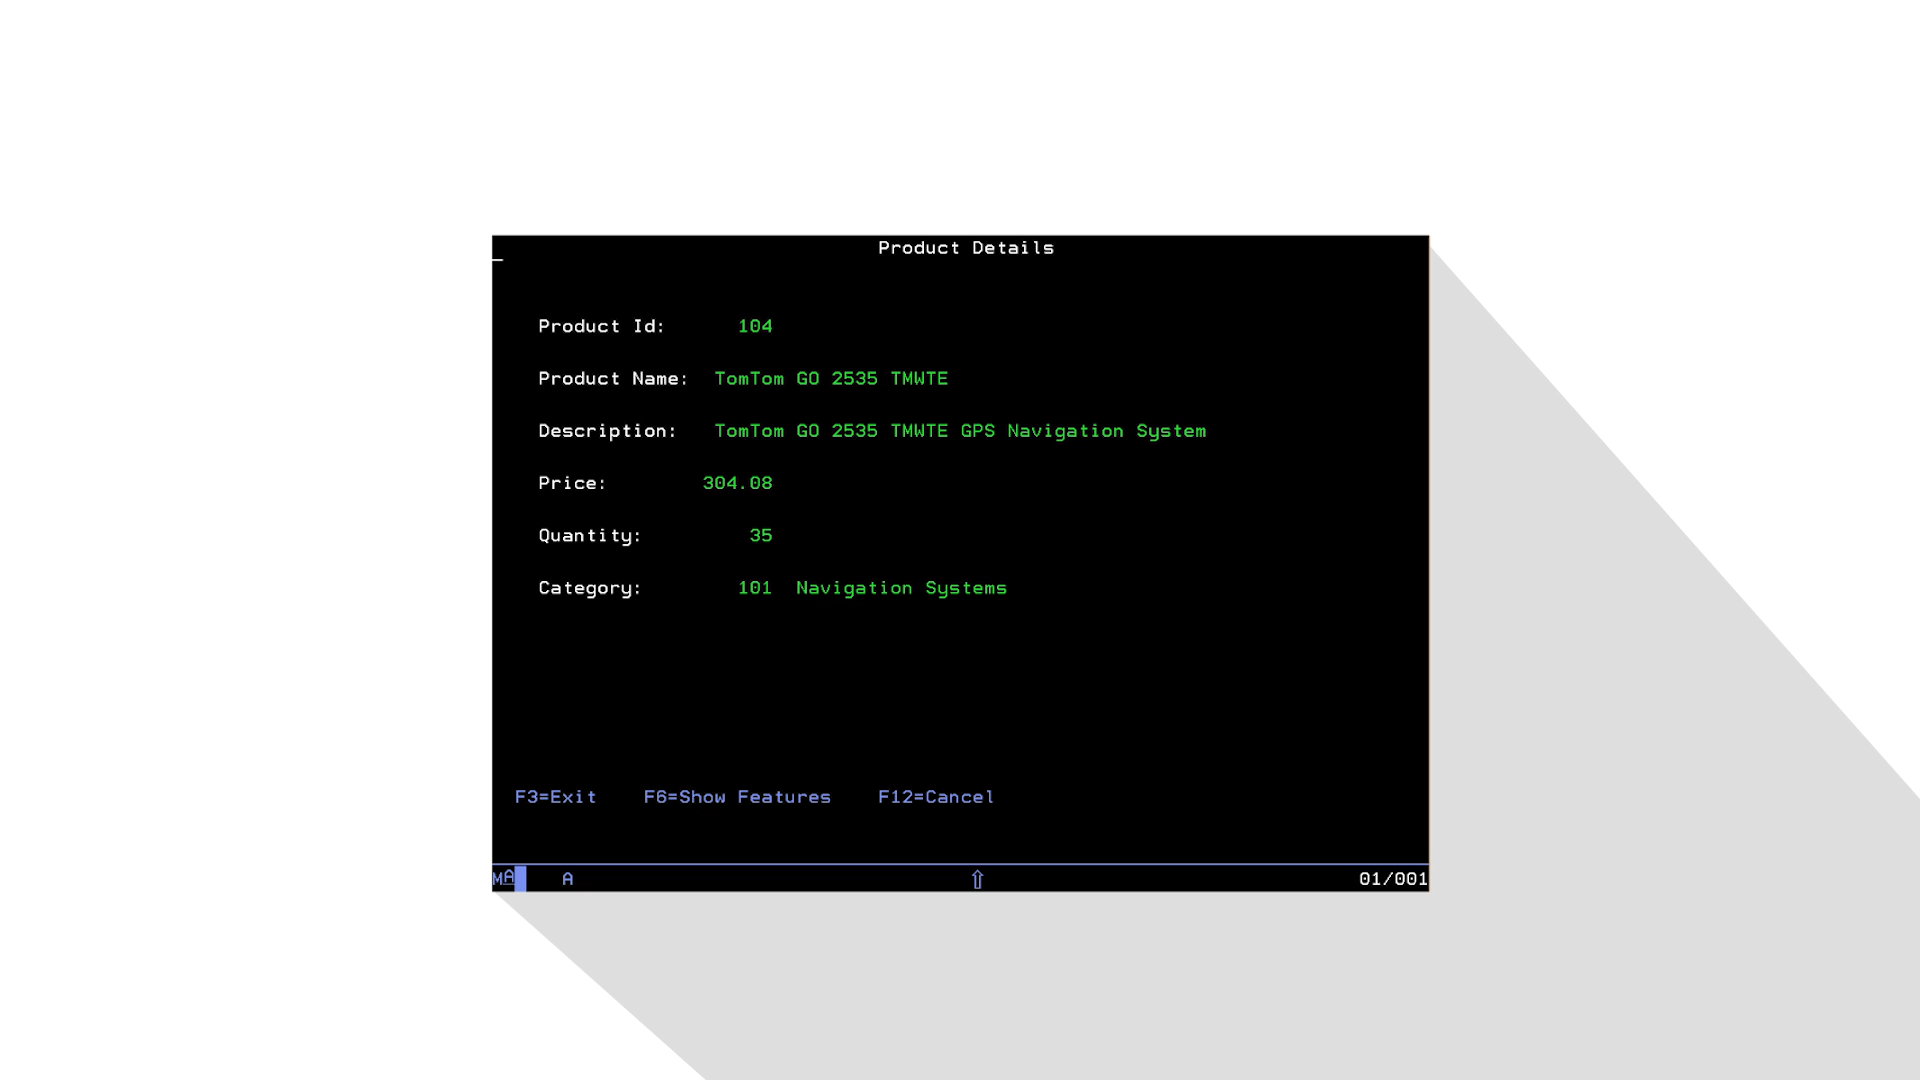 Product Details
Product Id: 104
Product Name: TomTom GO 2535 TMWTE
Description: TomTom GO 2535 TMWTE GPS Navigation System
Price: 304.08
Quantity: 35
Category: 101 Navigation Systems
F3=Exit F6=Show Features F12=Cancel
MA A 01/001